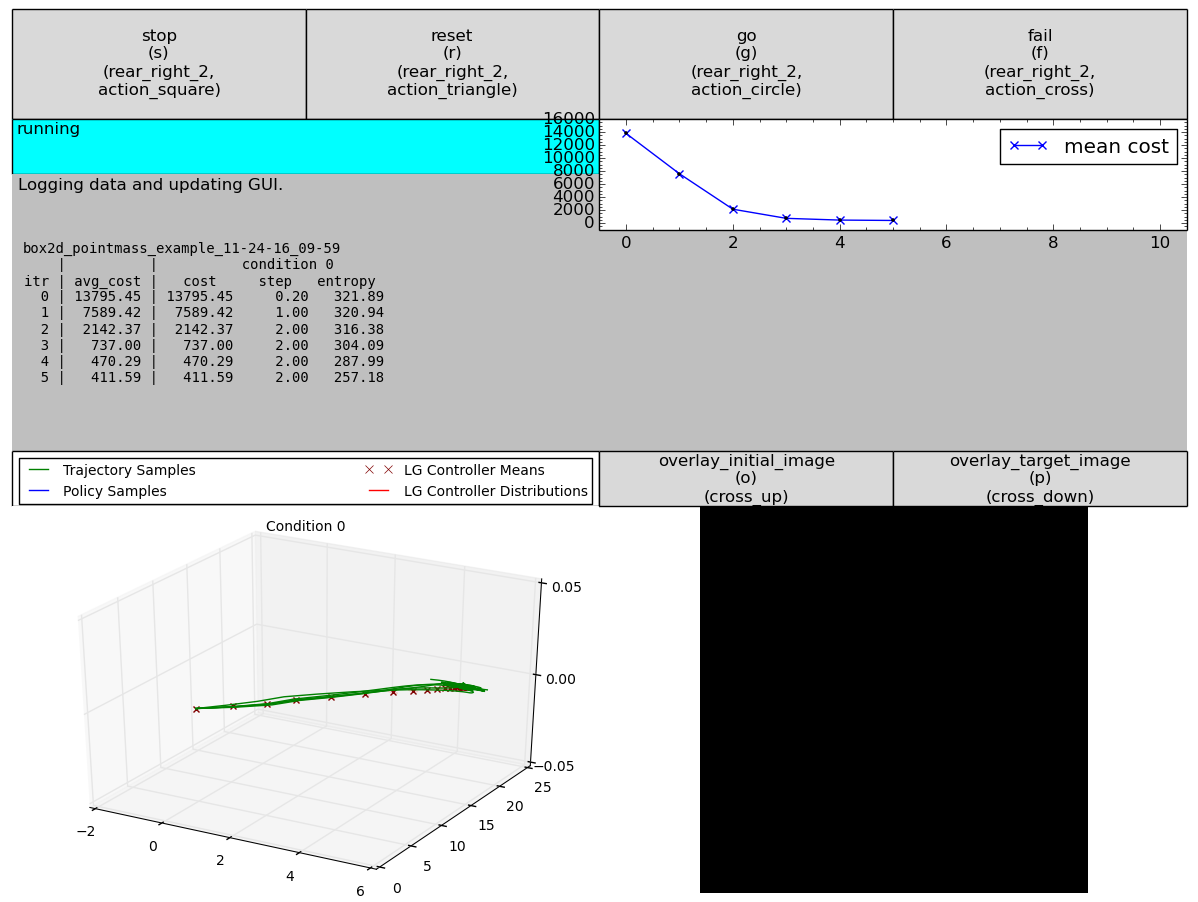 stop
(s)
(rear_right_2,
action_square)
reset
(r)
(rear_right_2,
action_triangle)
go
(g)
(rear_right_2,
action_circle)
fail
(f)
(rear_right_2,
action_cross)
running
Logging data and updating GUI.
16000
14000
12000
10000
8000
6000
4000
2000
0
mean cost
0 2 4 6 8 10
box2d_pointmass_example_11-24-16_09-59
| | condition 0
itr | avg_cost | cost step entropy
0 | 13795.45 | 13795.45 0.20 321.89
1 | 7589.42 | 7589.42 1.00 320.94
2 | 2142.37 | 2142.37 2.00 316.38
3 | 737.00 | 737.00 2.00 304.09
4 | 470.29 | 470.29 2.00 287.99
5 | 411.59 | 411.59 2.00 257.18
Trajectory Samples
Policy Samples
LG Controller Means
LG Controller Distributions
overlay_initial_image
(o)
(cross_up)
overlay_target_image
(p)
(cross_down)
Condition 0
0.05
0.00
−0.05
−2 0 2 4 6
0 5 10 15 20 25